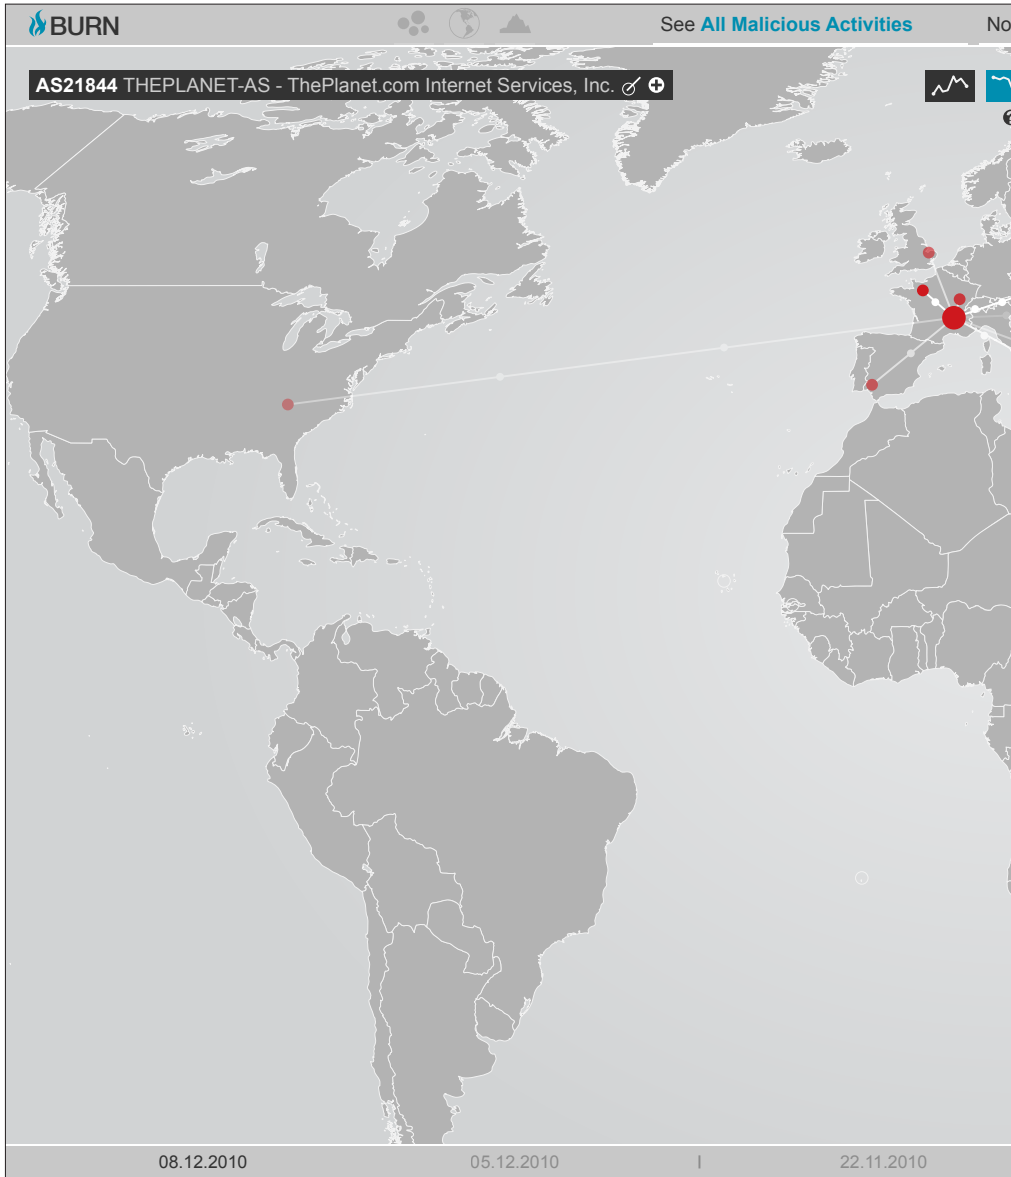 BURN
See All Malicious Activities
No
AS21844 THEPLANET-AS - ThePlanet.com Internet Services, Inc.
08.12.2010
05.12.2010
I
22.11.2010